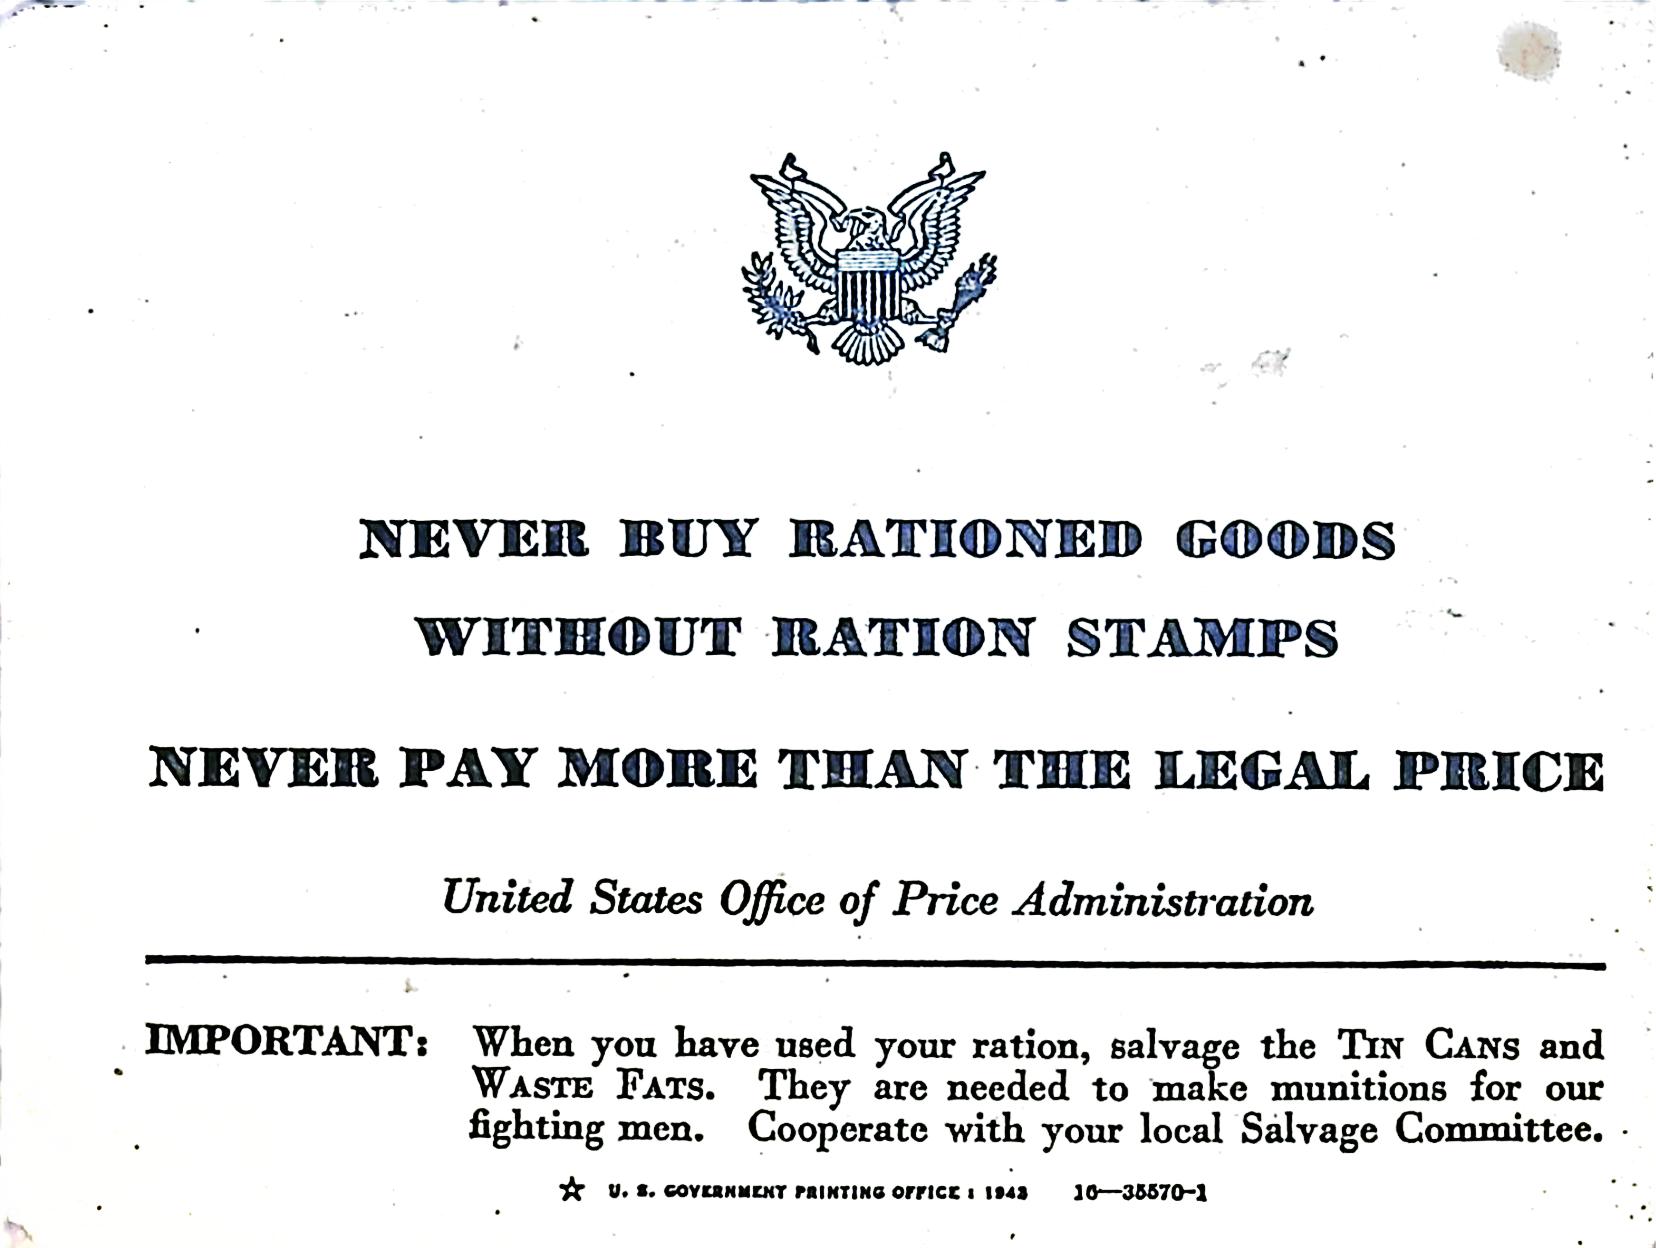 NEVER BUY RATIONED GOODS
WITHOUT RATION STAMPS
NEVER PAY MORE THAN THE LEGAL PRICE
United States Office of Price Administration
IMPORTANT: When you have used your ration, salvage the TIN CANS and
WASTE FATS. They are needed to make munitions for our
fighting men. Cooperate with your local Salvage Committee.
☆ U. S. GOVERNMENT PRINTING OFFICE : 1943 16—35570-1